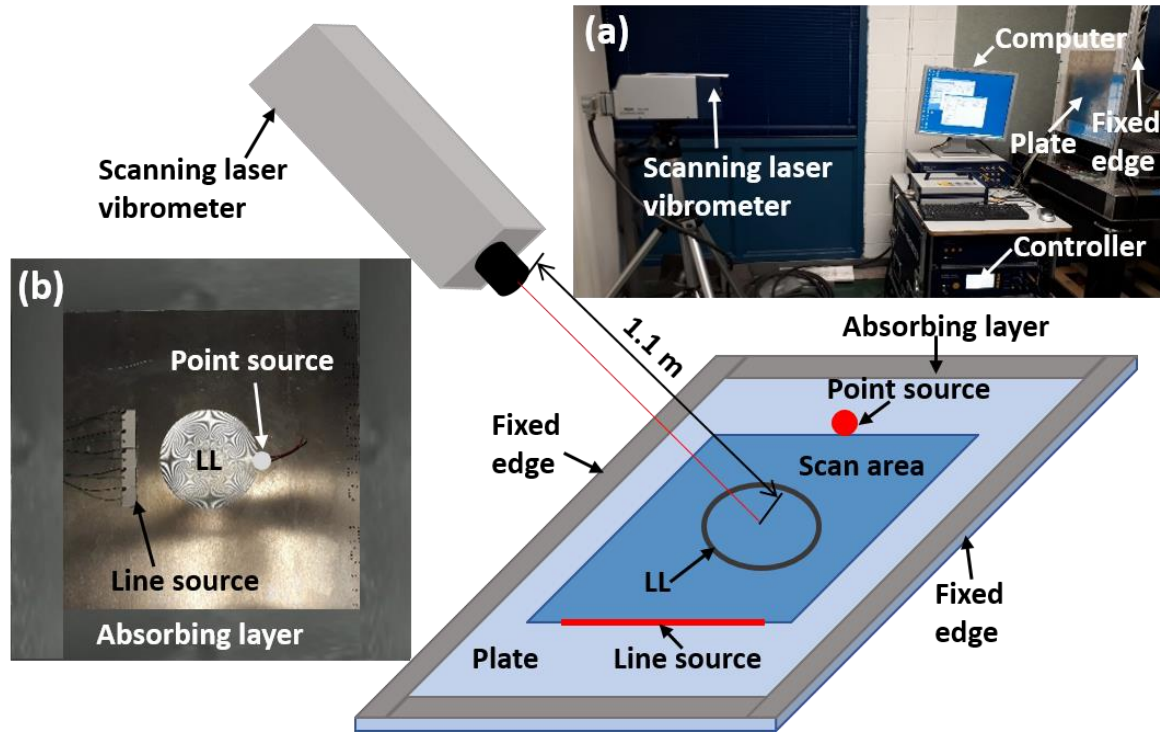 (a)
Computer
Plate
Fixed
edge
Scanning laser
vibrometer
Controller
Scanning laser
vibrometer
1.1 m
(b)
Point source
LL
Line source
Absorbing layer
Absorbing layer
Point source
Fixed
edge
Scan area
LL
Fixed
edge
Plate
Line source